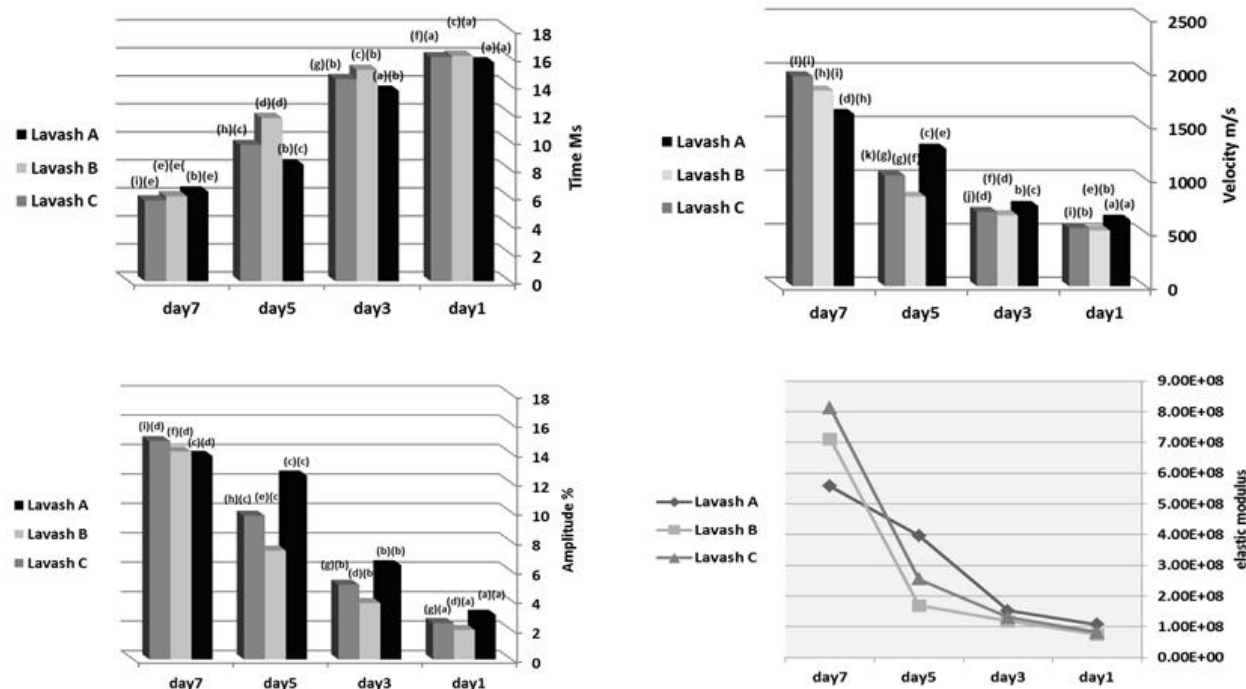 (f)(a)
(c)(a)
(a)(a)
(g)(b)
(c)(b)
(a)(b)
(h)(c)
(d)(d)
(b)(c)
(i)(e)
(e)(e(
(b)(e)
Lavash A
Lavash B
Lavash C
18
16
14
12
10
8
6
4
2
0
Time Ms
day7 day5 day3 day1
(l)(i)
(h)(i)
(d)(h)
(k)(g)
(g)(f)
(c)(e)
(j)(d)
(f)(d)
b)(c)
(i)(b)
(e)(b)
(a)(a)
Lavash A
Lavash B
Lavash C
2500
2000
1500
1000
500
0
Velocity m/s
day7 day5 day3 day1
(i)(d)
(f)(d)
(c)(d)
(h)(c)
(e)(c
(c)(c)
(g)(b)
(d)(b
(b)(b)
(g)(a)
(d)(a)
(a)(a)
Lavash A
Lavash B
Lavash C
18
16
14
12
10
8
6
4
2
0
Amplitude %
day7 day5 day3 day1
Lavash A
Lavash B
Lavash C
9.00E+08
8.00E+08
7.00E+08
6.00E+08
5.00E+08
4.00E+08
3.00E+08
2.00E+08
1.00E+08
0.00E+00
elastic modulus
day7 day5 day3 day1